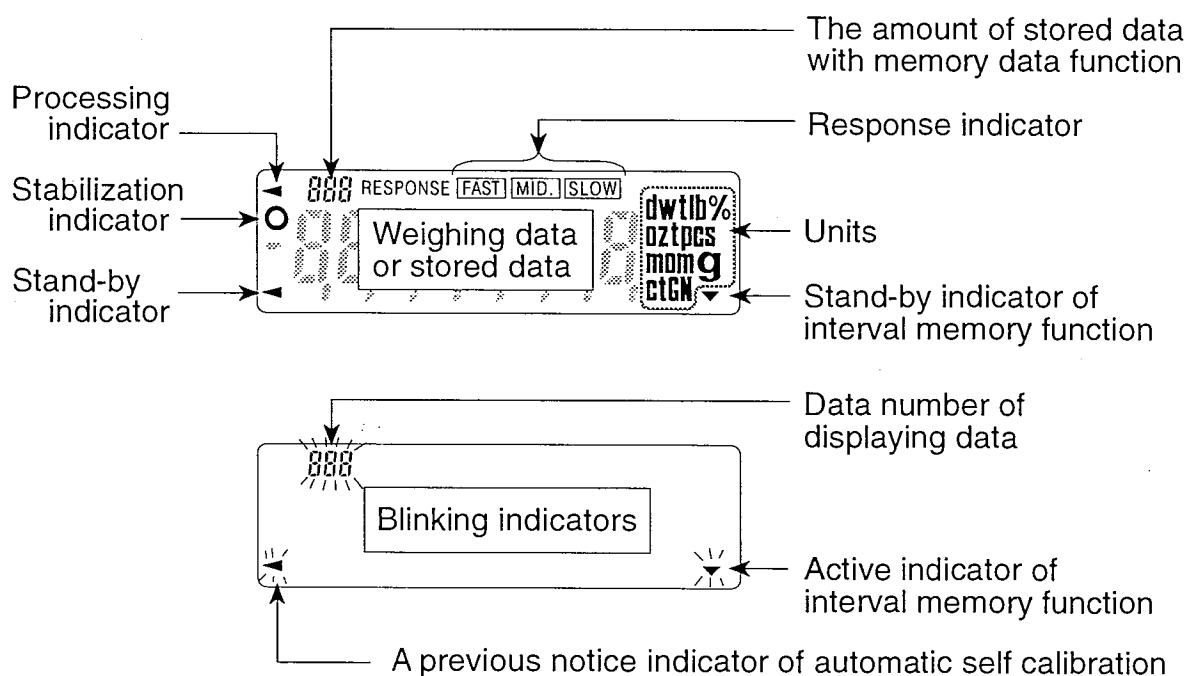 The amount of stored data
with memory data function
Processing
indicator
Response indicator
Stabilization
indicator
888 RESPONSE FAST MID. SLOW
dwtlb%
oztpcs
momg
ctGN
Weighing data
or stored data
Units
Stand-by
indicator
Stand-by indicator of
interval memory function
Data number of
displaying data
888
Blinking indicators
Active indicator of
interval memory function
A previous notice indicator of automatic self calibration